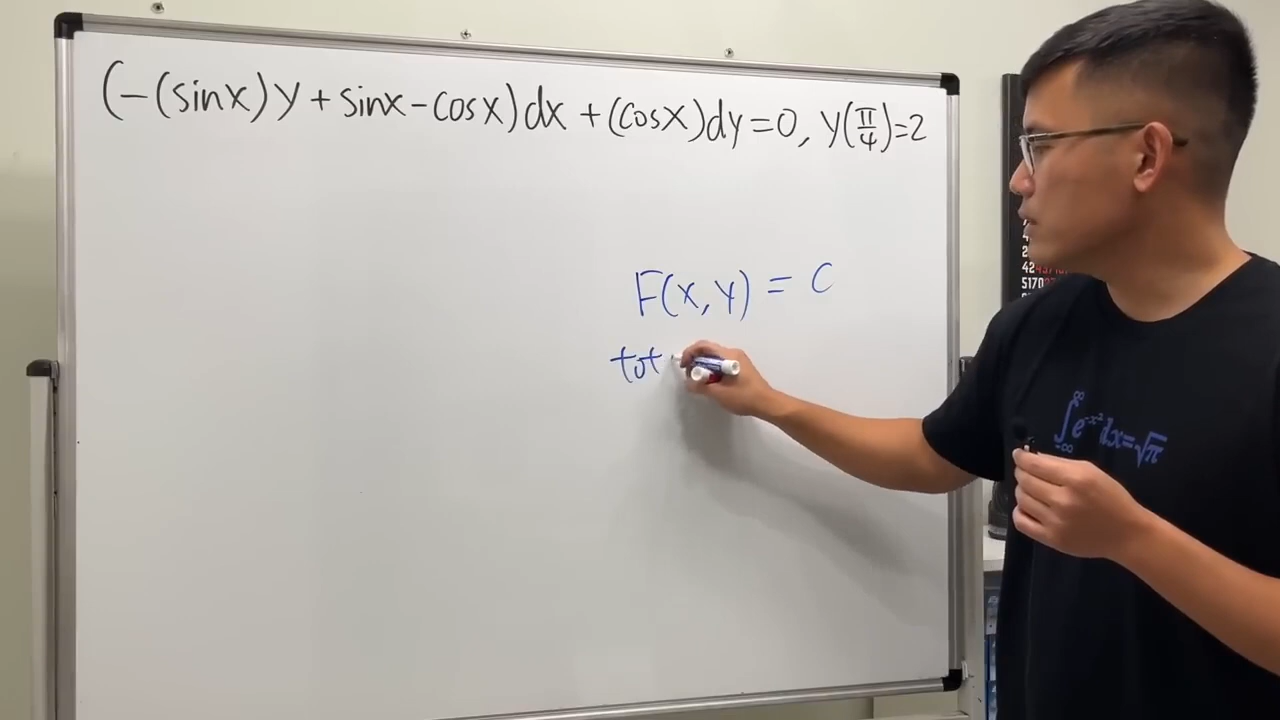 (-(sinx)y + sinx - cosx)dx + (cosx)dy = 0, y(π/4) = 2
F(x, y) = C
tot
∫_{-∞}^{∞} e^{-x²}dx = √π